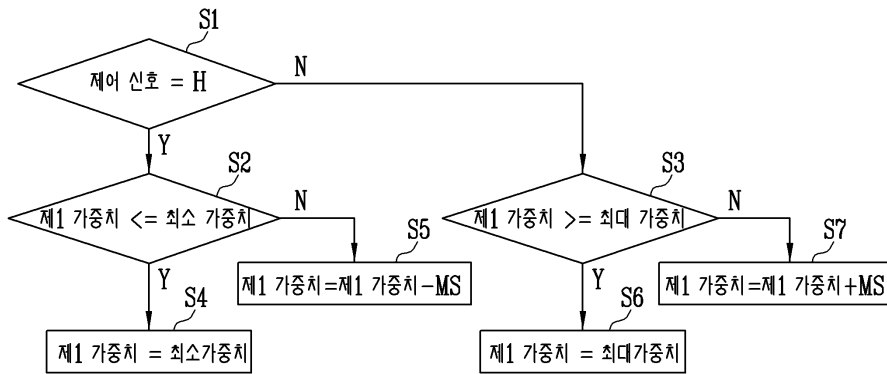 S1
제어 신호 = H
N
Y
S2
제1 가중치 <= 최소 가중치
N
S3
제1 가중치 >= 최대 가중치
N
S5
제1 가중치=제1 가중치-MS
S7
제1 가중치=제1 가중치+MS
Y
S4
제1 가중치 = 최소가중치
Y
S6
제1 가중치 = 최대가중치